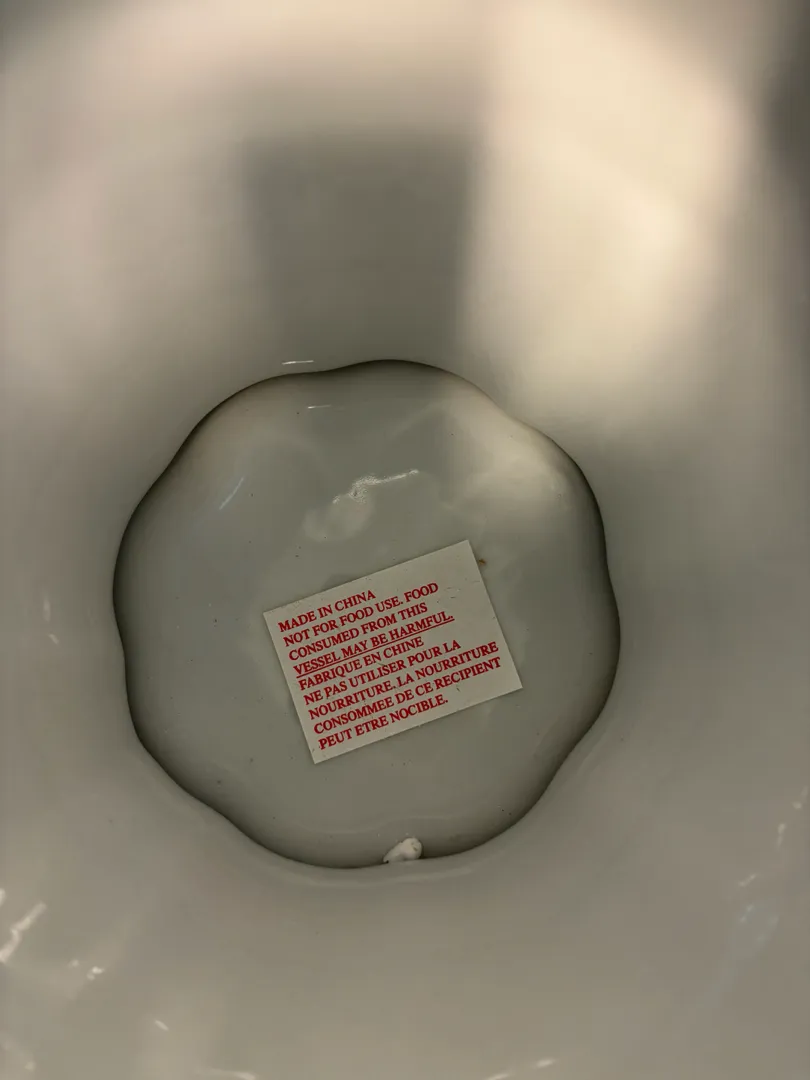 MADE IN CHINA
NOT FOR FOOD USE. FOOD
CONSUMED FROM THIS
VESSEL MAY BE HARMFUL.
FABRIQUE EN CHINE
NE PAS UTILISER POUR LA
NOURRITURE. LA NOURRITURE
CONSOMMEE DE CE RECIPIENT
PEUT ETRE NOCIBLE.